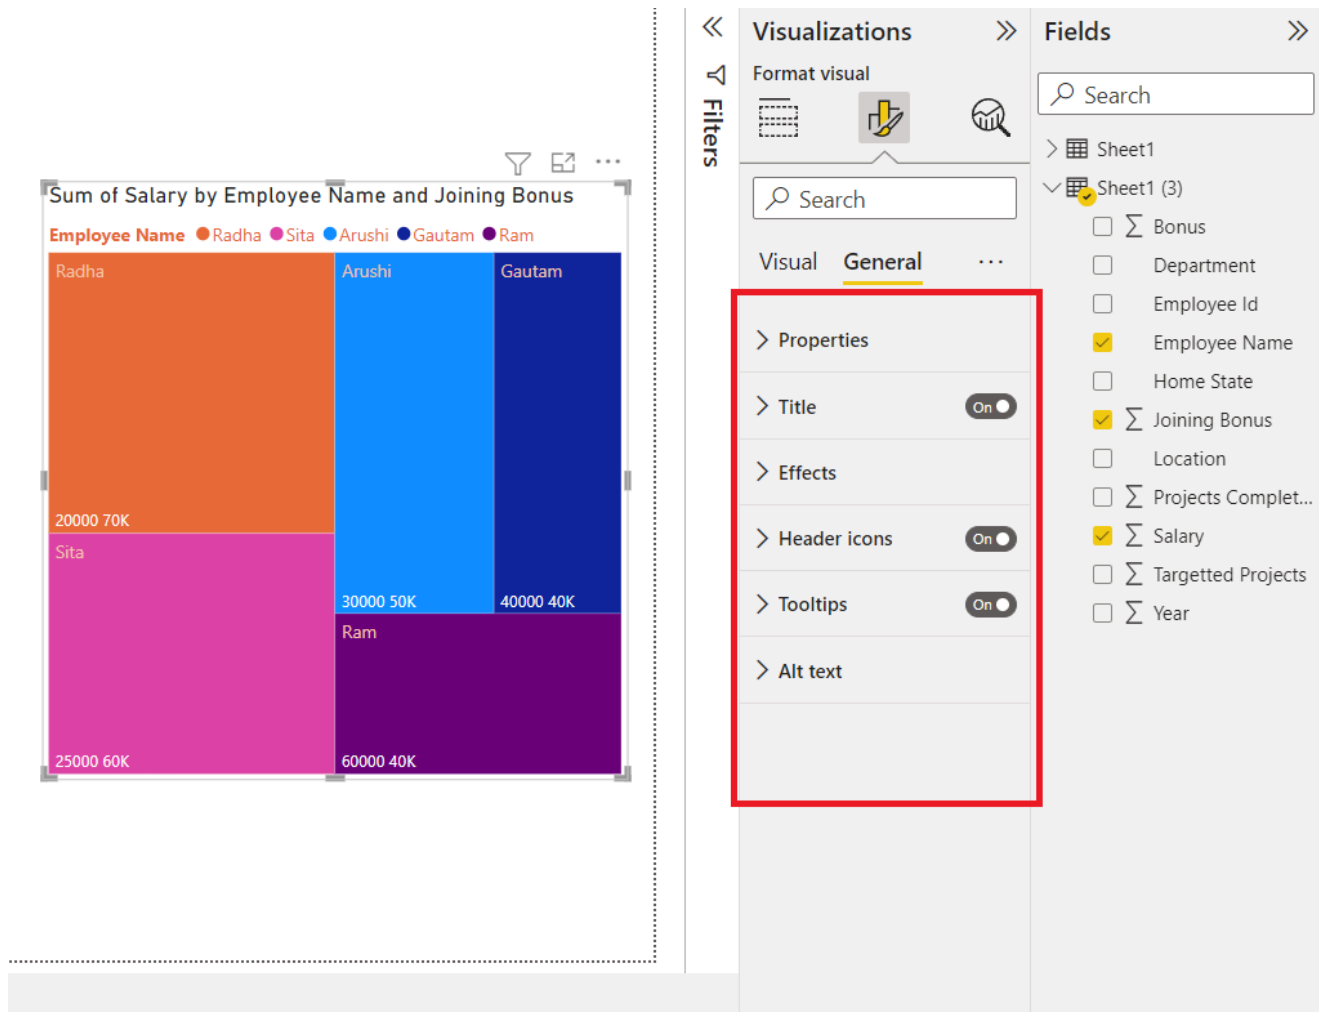 Sum of Salary by Employee Name and Joining Bonus
Employee Name Radha Sita Arushi Gautam Ram
Radha
20000 70K
Sita
25000 60K
Arushi
30000 50K
Gautam
40000 40K
Ram
60000 40K
Filters
Visualizations
Format visual
Search
Visual General
Properties
Title On
Effects
Header icons On
Tooltips On
Alt text
Fields
Search
Sheet1
Sheet1 (3)
Bonus
Department
Employee Id
Employee Name
Home State
Joining Bonus
Location
Projects Complet...
Salary
Targetted Projects
Year